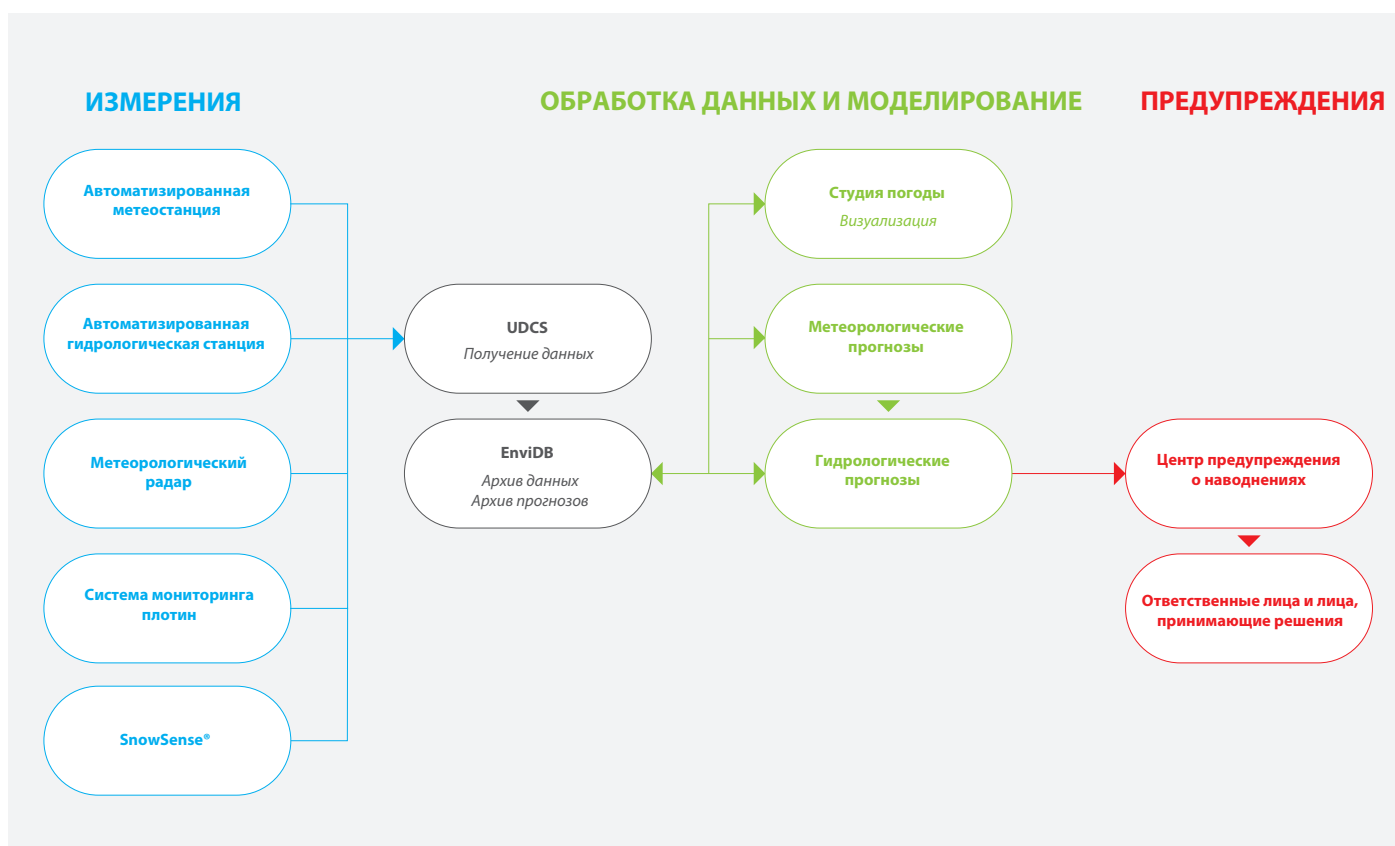 ИЗМЕРЕНИЯ
ОБРАБОТКА ДАННЫХ И МОДЕЛИРОВАНИЕ
ПРЕДУПРЕЖДЕНИЯ
Автоматизированная
метеостанция
Автоматизированная
гидрологическая станция
Метеорологический
радар
Система мониторинга
плотин
SnowSense®
UDCS
Получение данных
EnviDB
Архив данных
Архив прогнозов
Студия погоды
Визуализация
Метеорологические
прогнозы
Гидрологические
прогнозы
Центр предупреждения
о наводнениях
Ответственные лица и лица,
принимающие решения